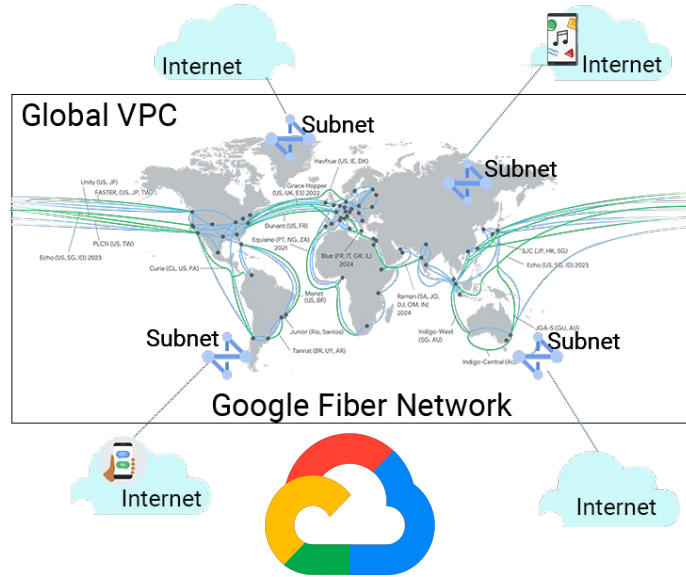 Internet
Internet
Global VPC
Subnet
Subnet
Havfrue (US, IE, DK)
Unity (US, JP)
FASTER, (US, JP, TW)
Grace Hopper
(US, UK, ES) 2022
Dunant (US, FR)
Equiano (PT, NG, ZA)
2021
PLCN (US, TW)
Echo (US, SG, ID) 2023
Blue (FR, IT, GR, IL)
2024
SJC (JP, HK, SG)
Echo (US, SG, ID) 2023
Curie (CL, US, PA)
Monet
(US, BR)
Raman (SA, JO,
DJ, OM, IN)
2024
Junior (Rio, Santos)
Tannat (BR, UY, AR)
Indigo-West
(SG, AU)
JGA-S (GU, AU)
Indigo-Central (AU)
Subnet
Subnet
Google Fiber Network
Internet
Internet